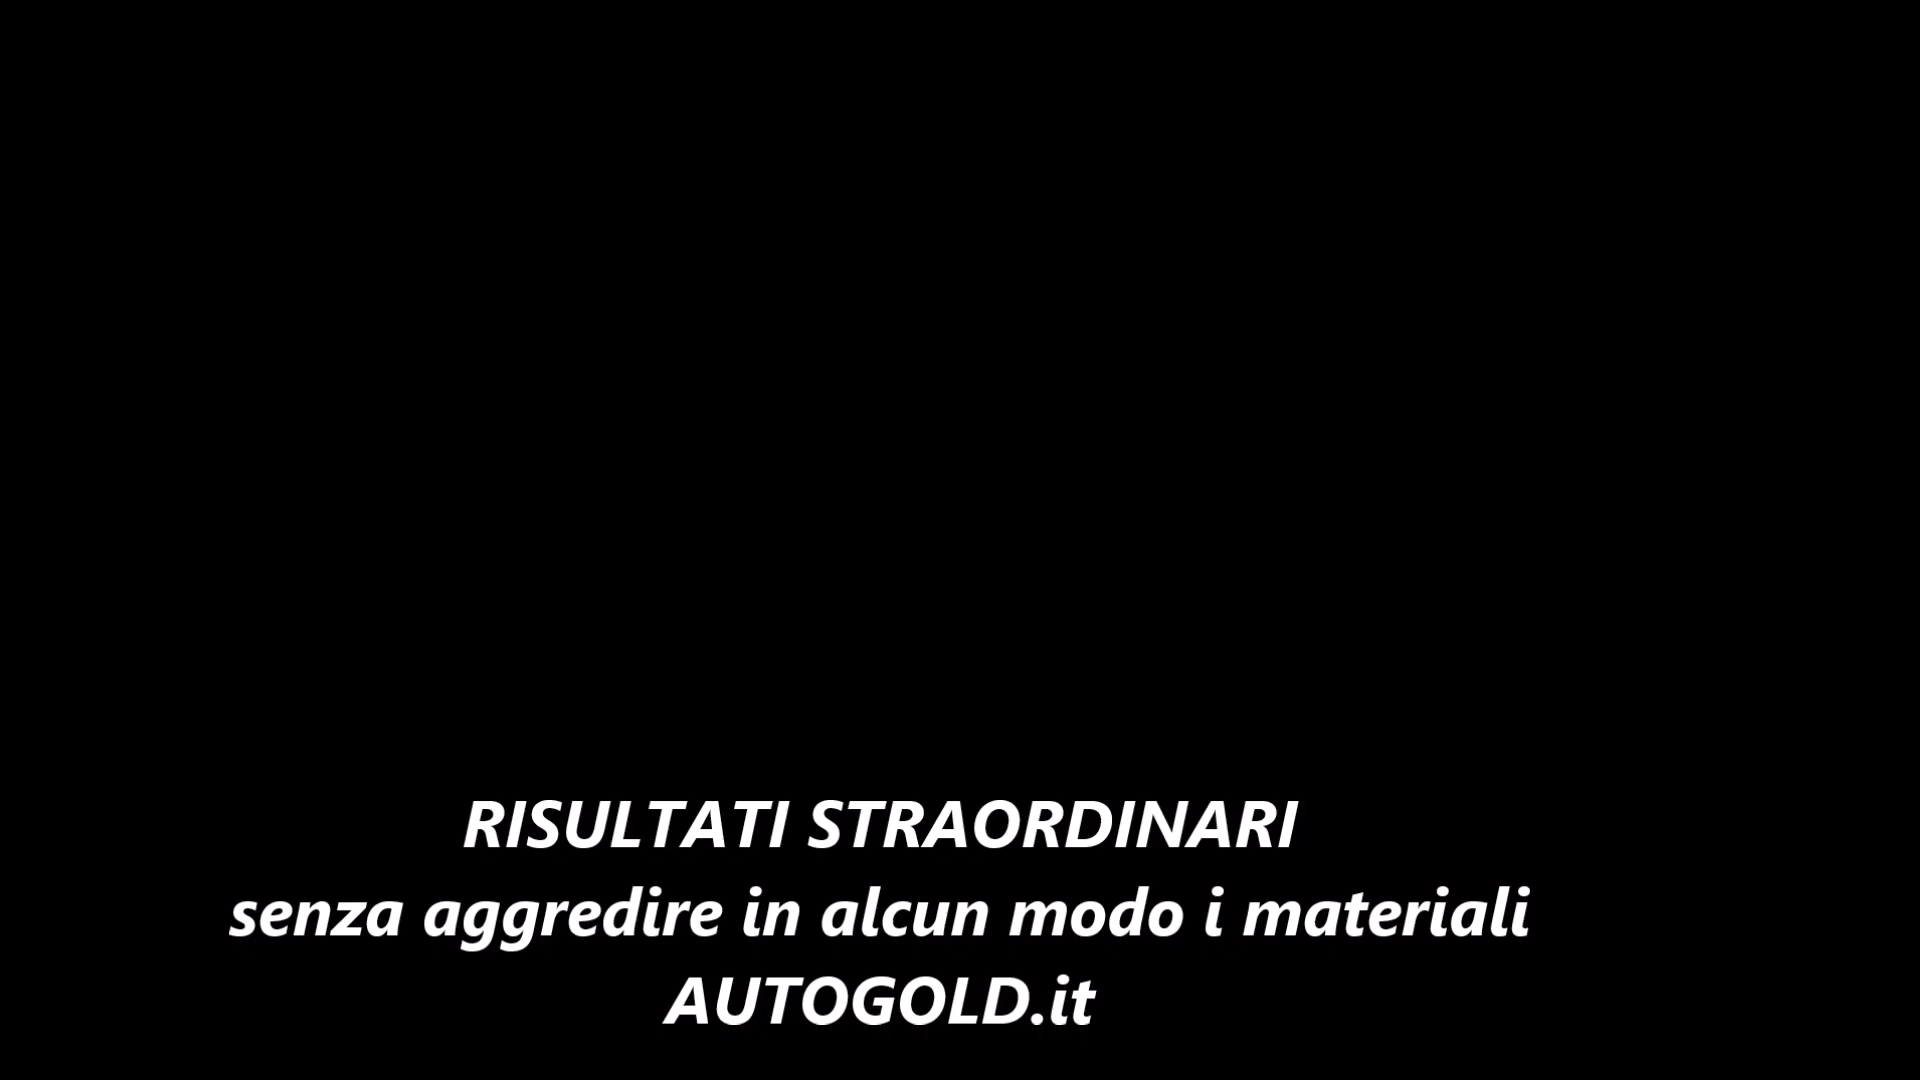 RISULTATI STRAORDINARI
senza aggredire in alcun modo i materiali
AUTOGOLD.it